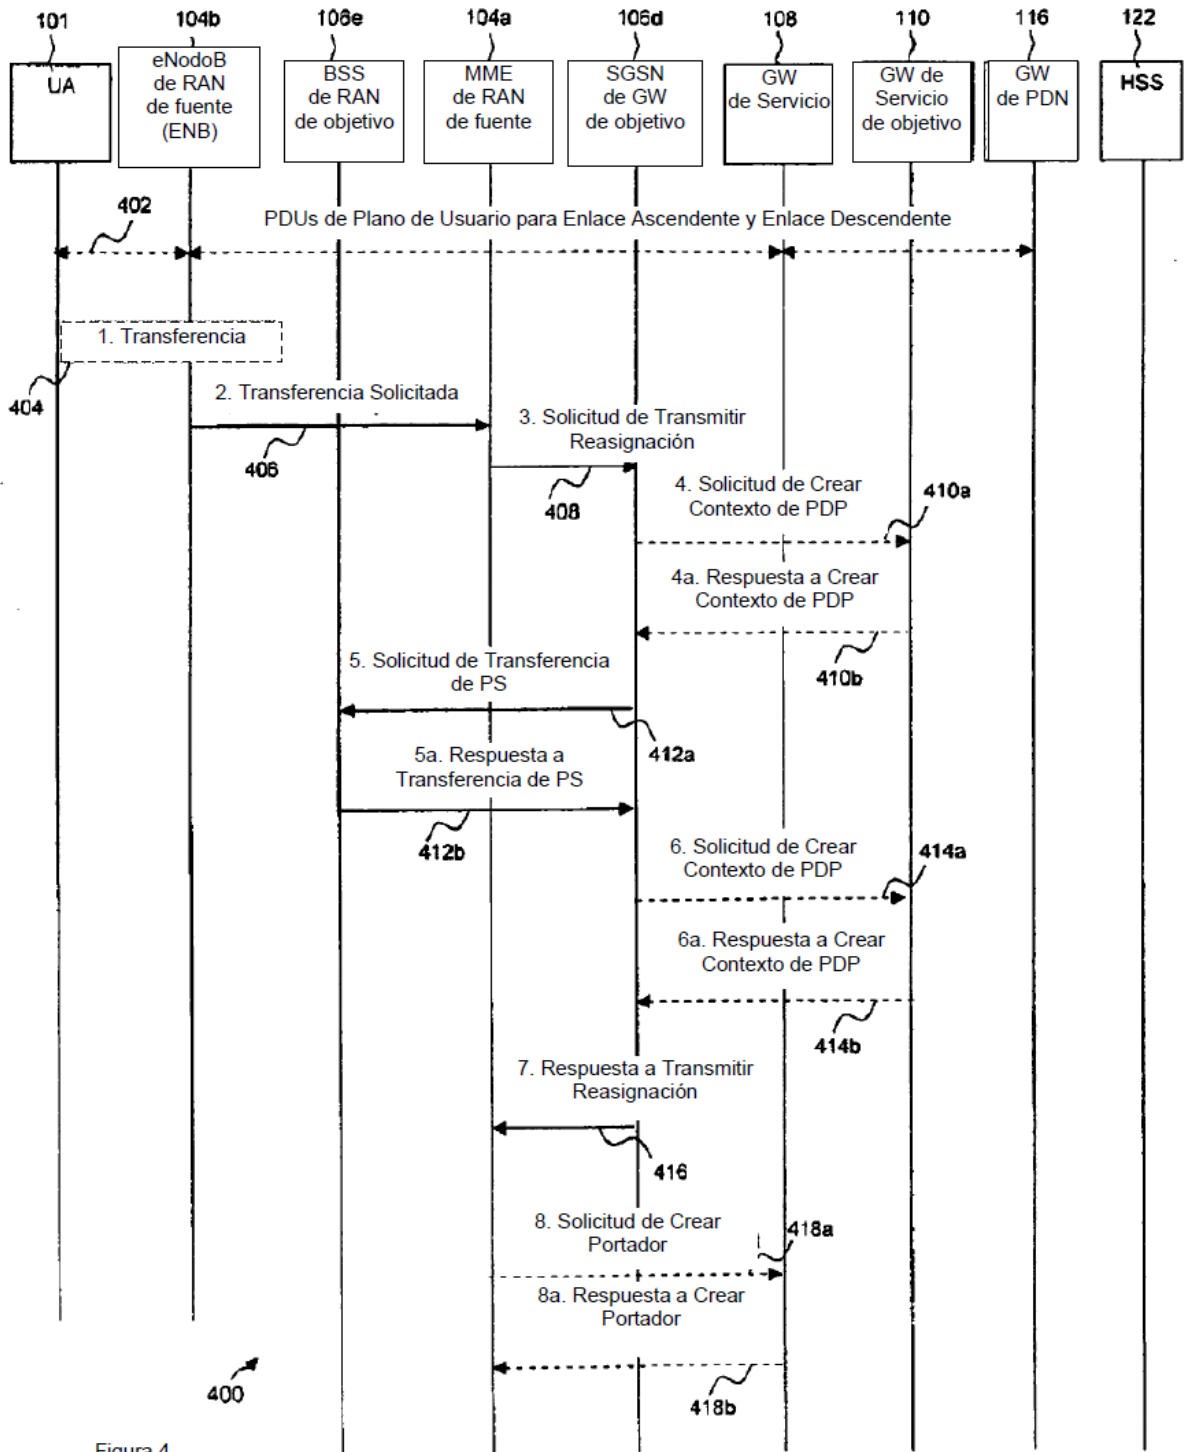 101 104b 106e 104a 106d 108 110 116 122
UA
eNodoB
de RAN
de fuente
(ENB)
BSS
de RAN
de objetivo
MME
de RAN
de fuente
SGSN
de GW
de objetivo
GW
de Servicio
GW de
Servicio
de objetivo
GW
de PDN
HSS
402
PDUs de Plano de Usuario para Enlace Ascendente y Enlace Descendente
1. Transferencia
404
2. Transferencia Solicitada
406
3. Solicitud de Transmitir
Reasignación
408
4. Solicitud de Crear
Contexto de PDP
410a
4a. Respuesta a Crear
Contexto de PDP
410b
5. Solicitud de Transferencia
de PS
412a
5a. Respuesta a
Transferencia de PS
412b
6. Solicitud de Crear
Contexto de PDP
414a
6a. Respuesta a Crear
Contexto de PDP
414b
7. Respuesta a Transmitir
Reasignación
416
8. Solicitud de Crear
Portador
418a
8a. Respuesta a Crear
Portador
418b
400
Figura 4